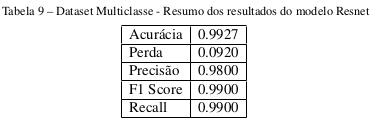 Tabela 9 – Dataset Multiclasse - Resumo dos resultados do modelo Resnet
Acurácia 0.9927
Perda 0.0920
Precisão 0.9800
F1 Score 0.9900
Recall 0.9900